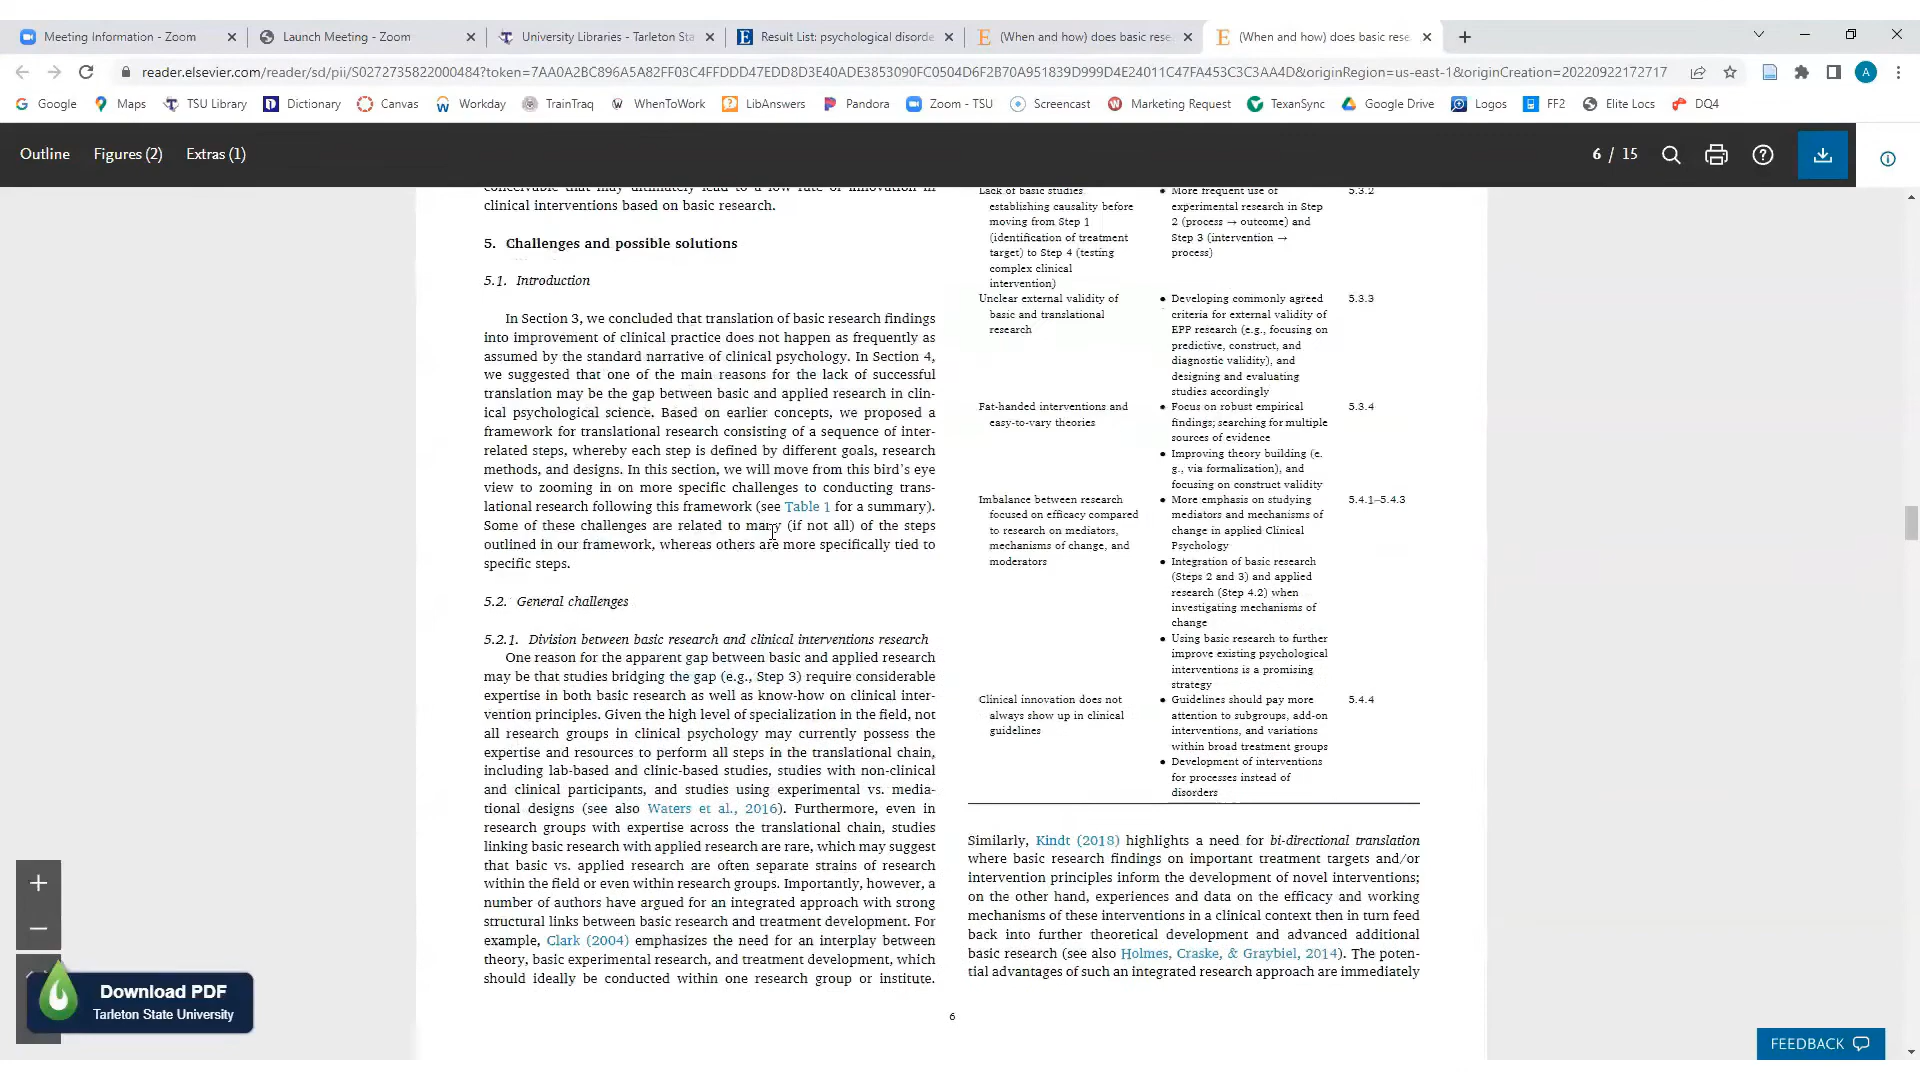 Meeting Information - Zoom
Launch Meeting - Zoom
University Libraries - Tarleton Sta
Result List: psychological disorde
(When and how) does basic rese
(When and how) does basic rese
reader.elsevier.com/reader/sd/pii/S0272735822000484?token=7AA0A2BC896A5A82FF03C4FFDDD47EDD8D3E40ADE3853090FC0504D6F2B70A951839D999D4E24011C47FA453C3C3AA4D&originRegion=us-east-1&originCreation=20220922172717
A
Google
Maps
TSU Library
Dictionary
Canvas
Workday
TrainTraq
WhenToWork
LibAnswers
Pandora
Zoom - TSU
Screencast
Marketing Request
TexanSync
Google Drive
Logos
FF2
Elite Locs
DQ4
Outline
Figures (2)
Extras (1)
6 / 15
conceivable that may ultimately lead to a low rate of innovation in
clinical interventions based on basic research.
5. Challenges and possible solutions
5.1. Introduction
In Section 3, we concluded that translation of basic research findings
into improvement of clinical practice does not happen as frequently as
assumed by the standard narrative of clinical psychology. In Section 4,
we suggested that one of the main reasons for the lack of successful
translation may be the gap between basic and applied research in clin-
ical psychological science. Based on earlier concepts, we proposed a
framework for translational research consisting of a sequence of inter-
related steps, whereby each step is defined by different goals, research
methods, and designs. In this section, we will move from this bird's eye
view to zooming in on more specific challenges to conducting trans-
lational research following this framework (see Table 1 for a summary).
Some of these challenges are related to many (if not all) of the steps
outlined in our framework, whereas others are more specifically tied to
specific steps.
5.2. General challenges
5.2.1. Division between basic research and clinical interventions research
One reason for the apparent gap between basic and applied research
may be that studies bridging the gap (e.g., Step 3) require considerable
expertise in both basic research as well as know-how on clinical inter-
vention principles. Given the high level of specialization in the field, not
all research groups in clinical psychology may currently possess the
expertise and resources to perform all steps in the translational chain,
including lab-based and clinic-based studies, studies with non-clinical
and clinical participants, and studies using experimental vs. media-
tional designs (see also Waters et al., 2016). Furthermore, even in
research groups with expertise across the translational chain, studies
linking basic research with applied research are rare, which may suggest
that basic vs. applied research are often separate strains of research
within the field or even within research groups. Importantly, however, a
number of authors have argued for an integrated approach with strong
structural links between basic research and treatment development. For
example, Clark (2004) emphasizes the need for an interplay between
theory, basic experimental research, and treatment development, which
should ideally be conducted within one research group or institute.
Lack of basic studies
establishing causality before
moving from Step 1
(identification of treatment
target) to Step 4 (testing
complex clinical
intervention)
• More frequent use of
experimental research in Step
2 (process → outcome) and
Step 3 (intervention →
process)
5.3.2
Unclear external validity of
basic and translational
research
• Developing commonly agreed
criteria for external validity of
EPP research (e.g., focusing on
predictive, construct, and
diagnostic validity), and
designing and evaluating
studies accordingly
5.3.3
Fat-handed interventions and
easy-to-vary theories
• Focus on robust empirical
findings; searching for multiple
sources of evidence
• Improving theory building (e.
g., via formalization), and
focusing on construct validity
5.3.4
Imbalance between research
focused on efficacy compared
to research on mediators,
mechanisms of change, and
moderators
• More emphasis on studying
mediators and mechanisms of
change in applied Clinical
Psychology
• Integration of basic research
(Steps 2 and 3) and applied
research (Step 4.2) when
investigating mechanisms of
change
• Using basic research to further
improve existing psychological
interventions is a promising
strategy
5.4.1–5.4.3
Clinical innovation does not
always show up in clinical
guidelines
• Guidelines should pay more
attention to subgroups, add-on
interventions, and variations
within broad treatment groups
• Development of interventions
for processes instead of
disorders
5.4.4
Similarly, Kindt (2018) highlights a need for bi-directional translation
where basic research findings on important treatment targets and/or
intervention principles inform the development of novel interventions;
on the other hand, experiences and data on the efficacy and working
mechanisms of these interventions in a clinical context then in turn feed
back into further theoretical development and advanced additional
basic research (see also Holmes, Craske, & Graybiel, 2014). The poten-
tial advantages of such an integrated research approach are immediately
6
Download PDF
Tarleton State University
FEEDBACK